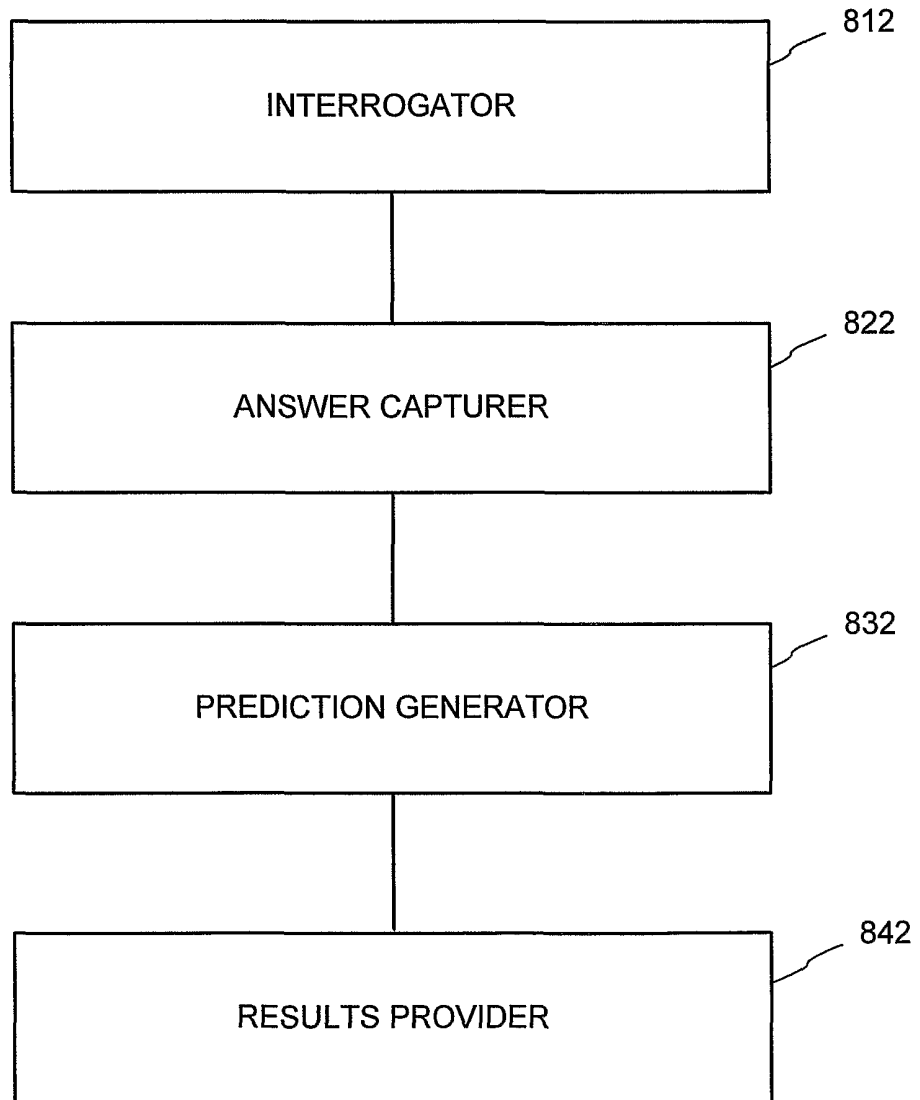 812
INTERROGATOR
822
ANSWER CAPTURER
832
PREDICTION GENERATOR
842
RESULTS PROVIDER